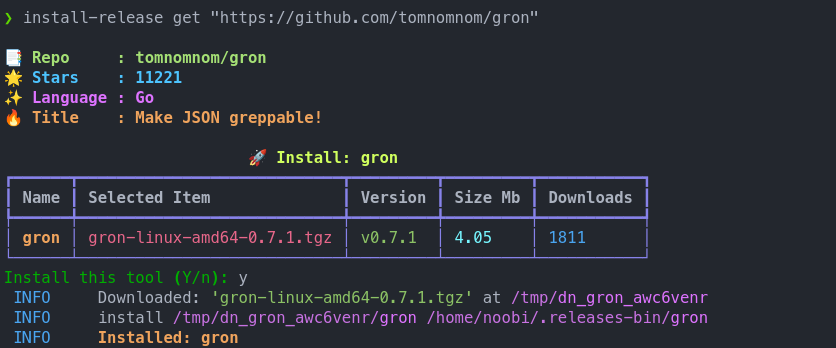 ❯ install-release get "https://github.com/tomnomnom/gron"
📑 Repo     : tomnomnom/gron
🌟 Stars    : 11221
✨ Language : Go
🔥 Title    : Make JSON greppable!
🚀 Install: gron
Name Selected Item Version Size Mb Downloads
gron gron-linux-amd64-0.7.1.tgz v0.7.1 4.05 1811
Install this tool (Y/n): y
INFO     Downloaded: 'gron-linux-amd64-0.7.1.tgz' at /tmp/dn_gron_awc6venr
INFO     install /tmp/dn_gron_awc6venr/gron /home/noobi/.releases-bin/gron
INFO     Installed: gron